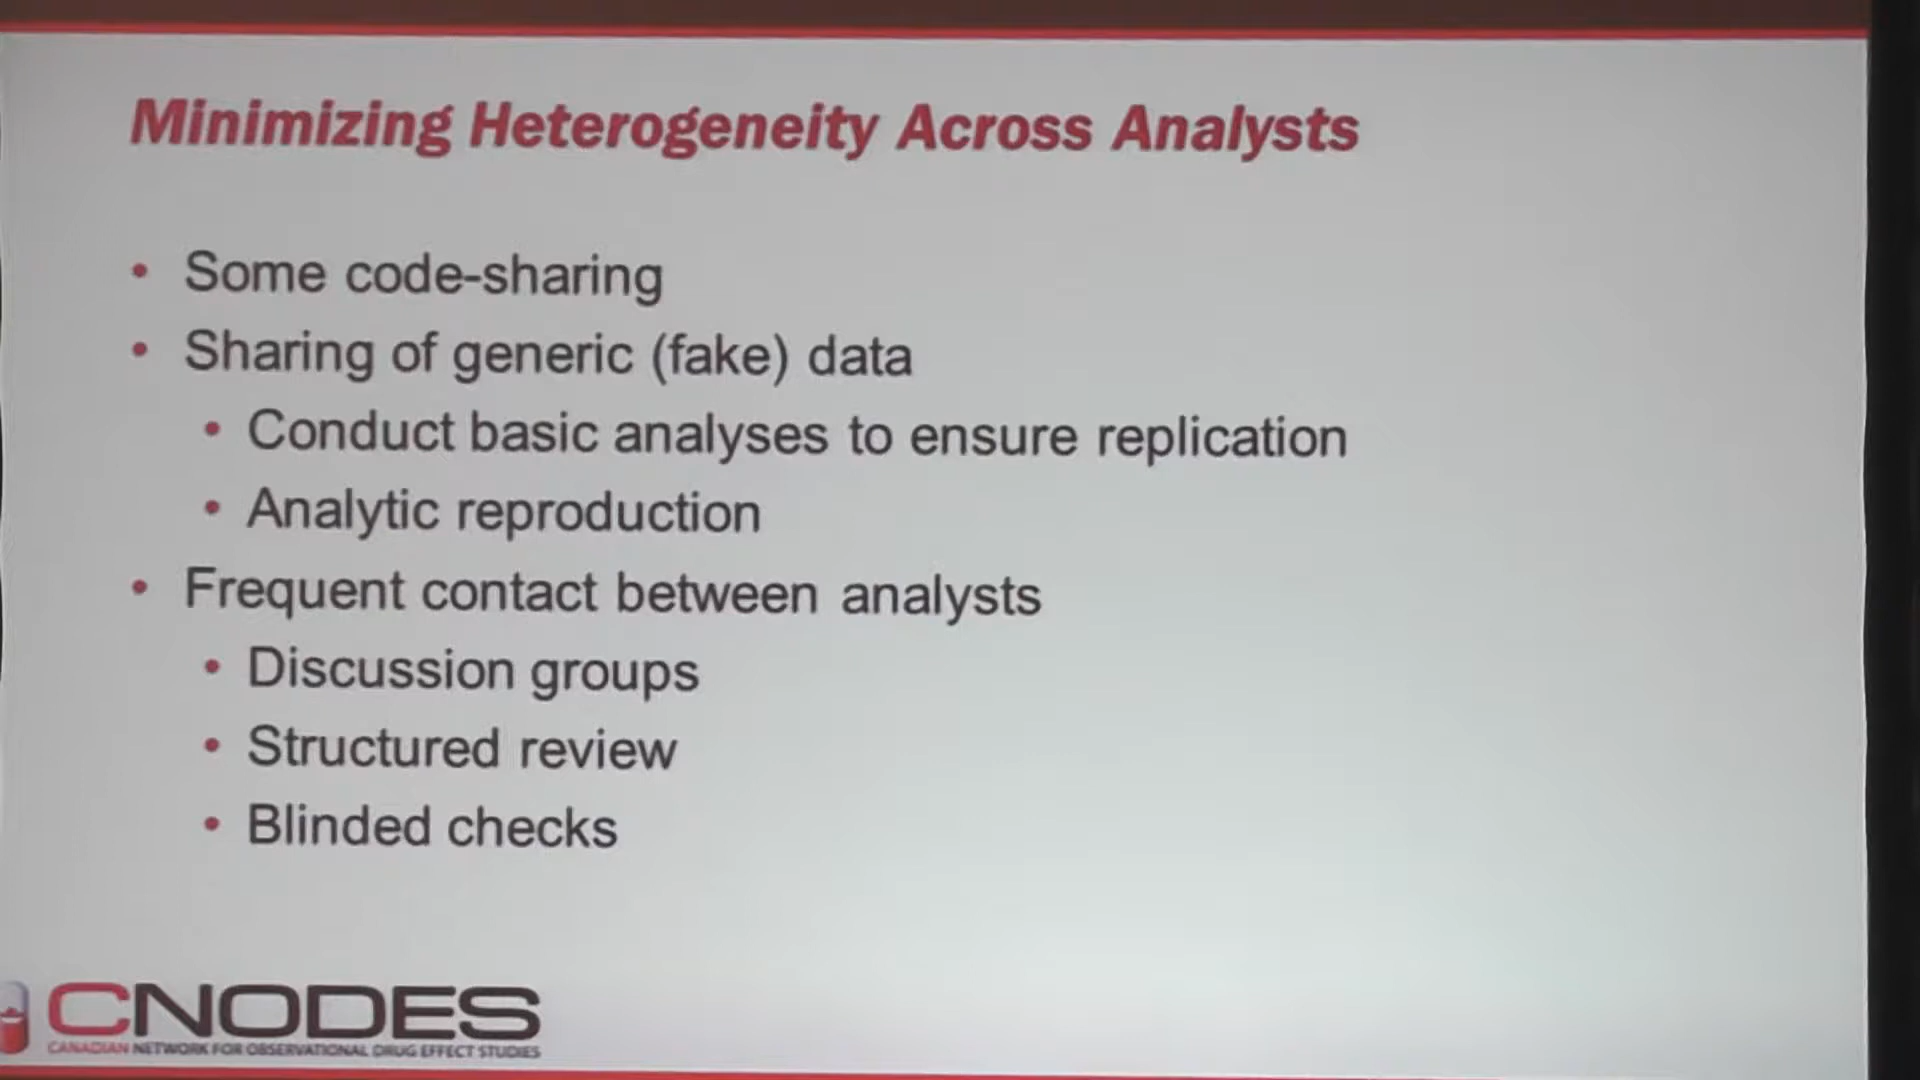 Minimizing Heterogeneity Across Analysts
• Some code-sharing
• Sharing of generic (fake) data
• Conduct basic analyses to ensure replication
• Analytic reproduction
• Frequent contact between analysts
• Discussion groups
• Structured review
• Blinded checks
CNODES
CANADIAN NETWORK FOR OBSERVATIONAL DRUG EFFECT STUDIES